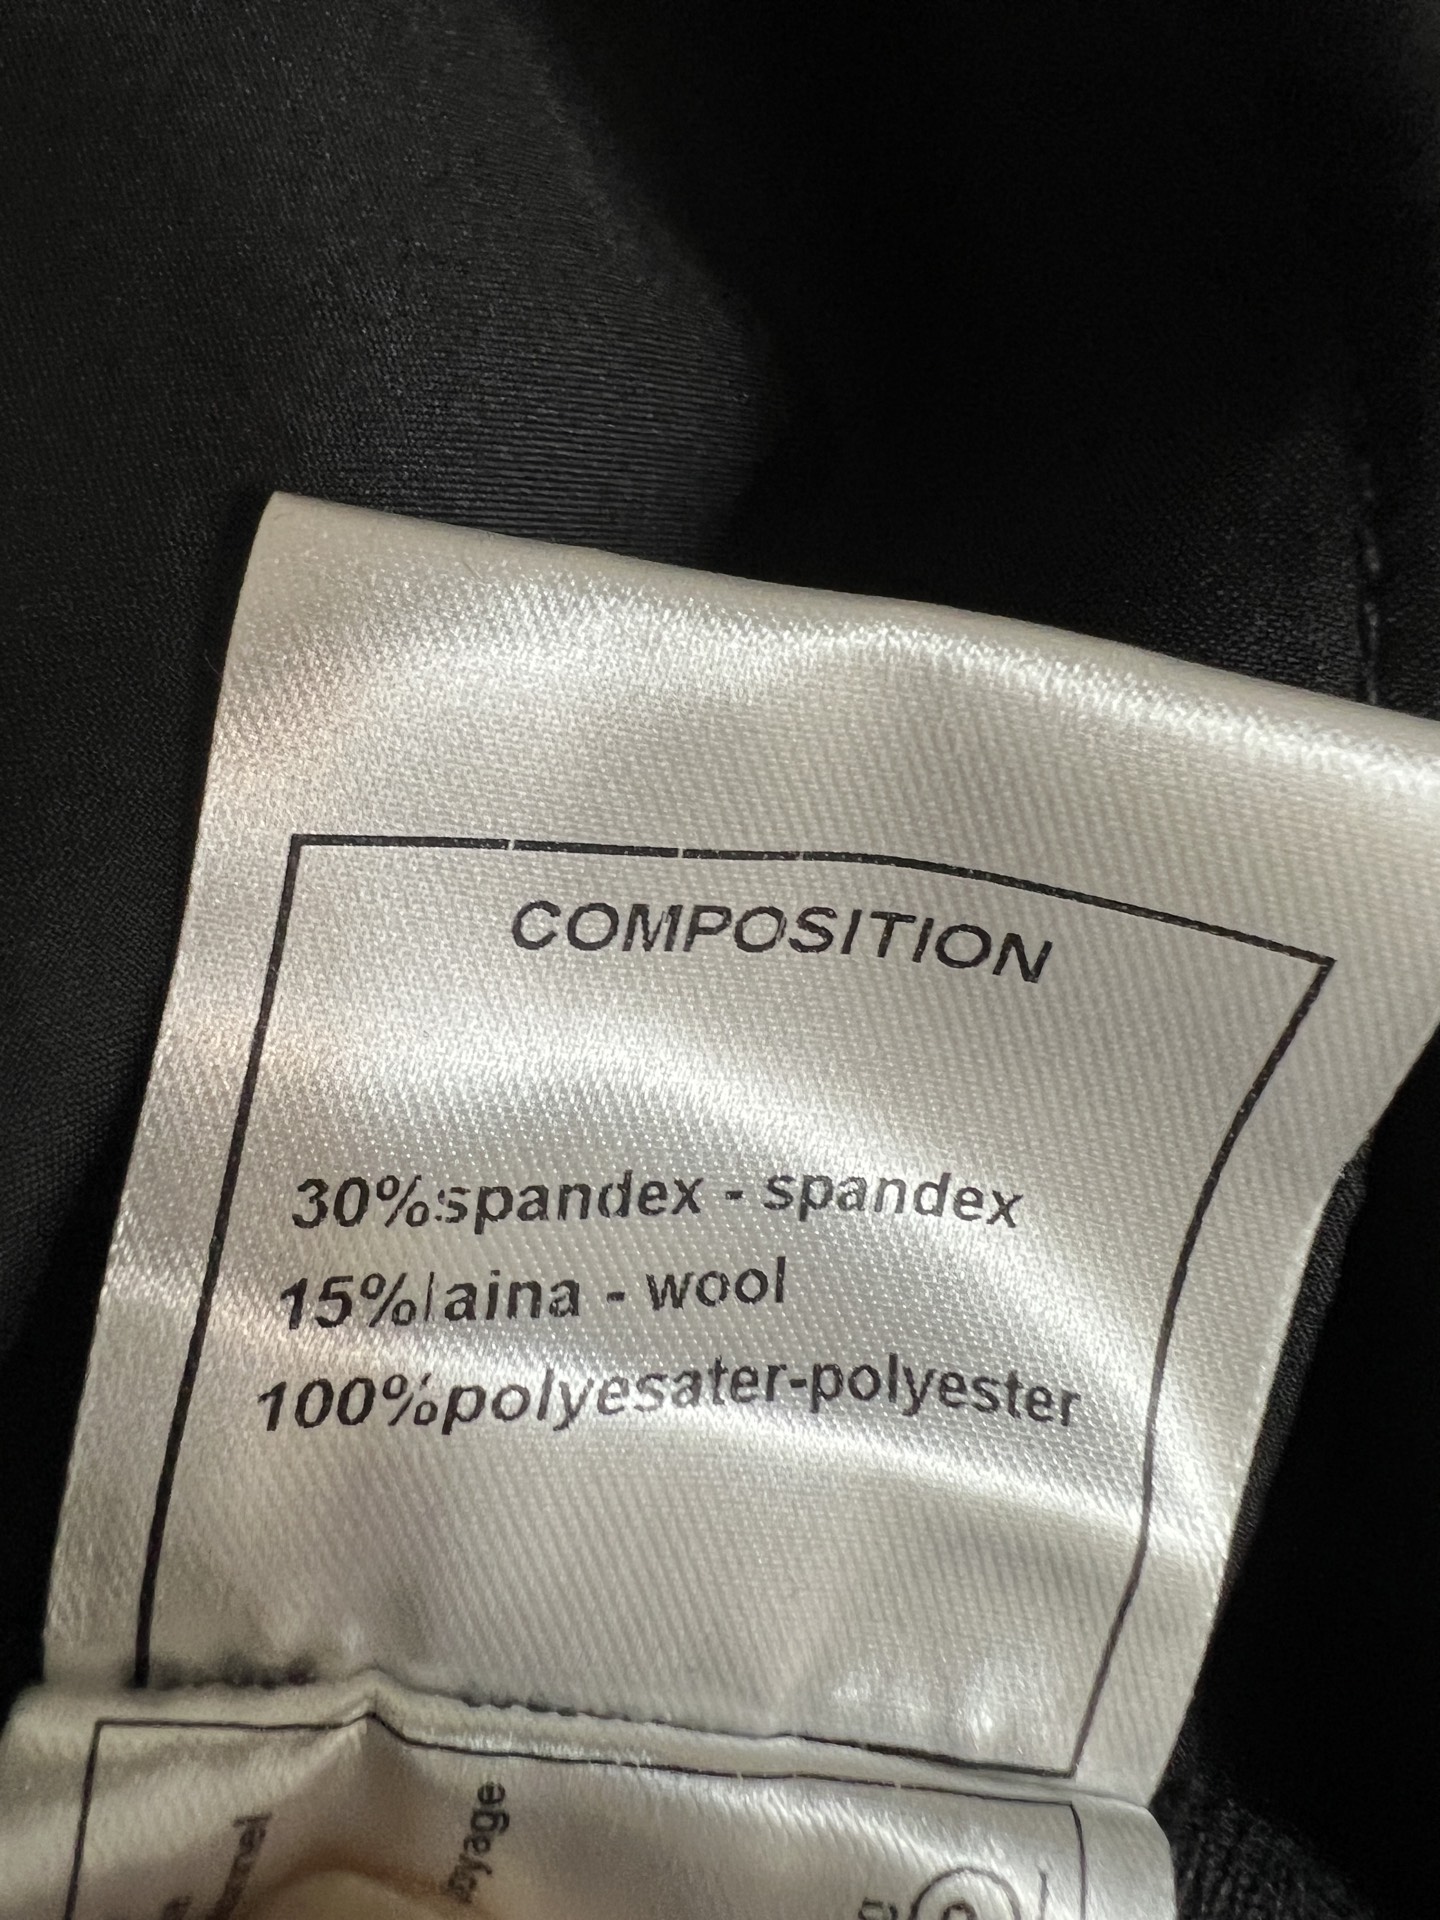 COMPOSITION
30%spandex - spandex
15%laina - wool
100%polyesater-polyester